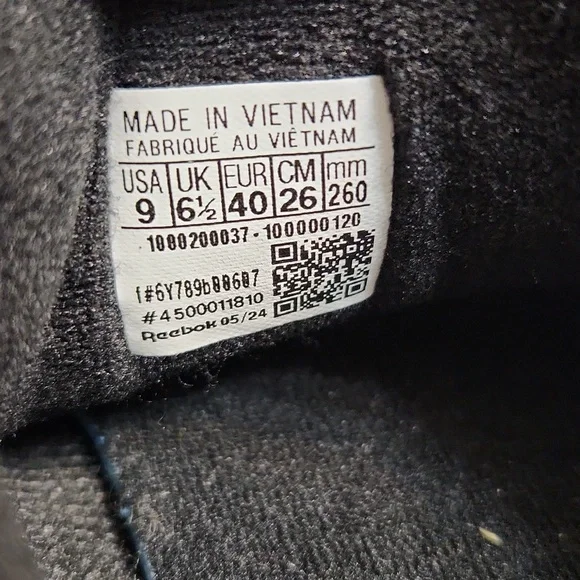 MADE IN VIETNAM
FABRIQUÉ AU VIÊTNAM
USA UK EUR CM mm
9 6½ 40 26 260
1000200037-100000120
#4500011810
Reebok 05/24